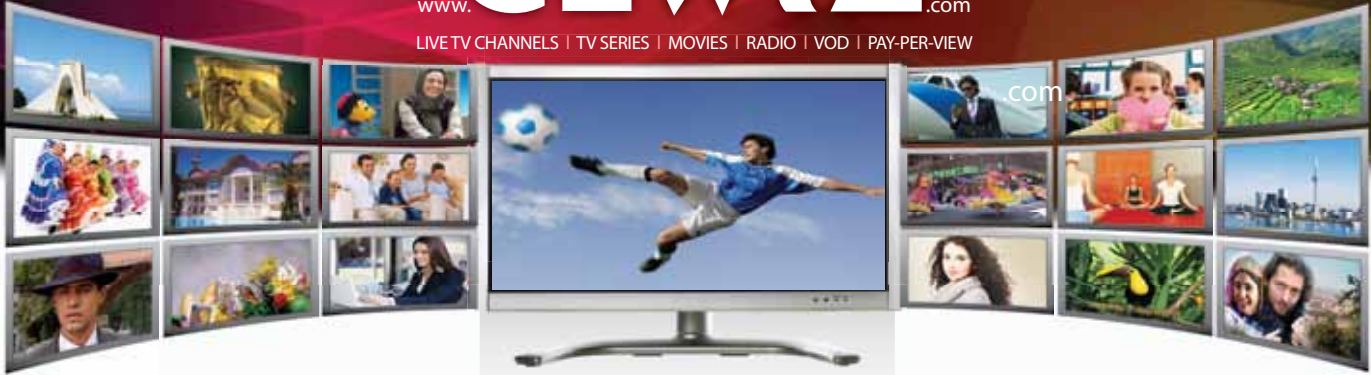 www. .com
LIVE TV CHANNELS | TV SERIES | MOVIES | RADIO | VOD | PAY-PER-VIEW
.com